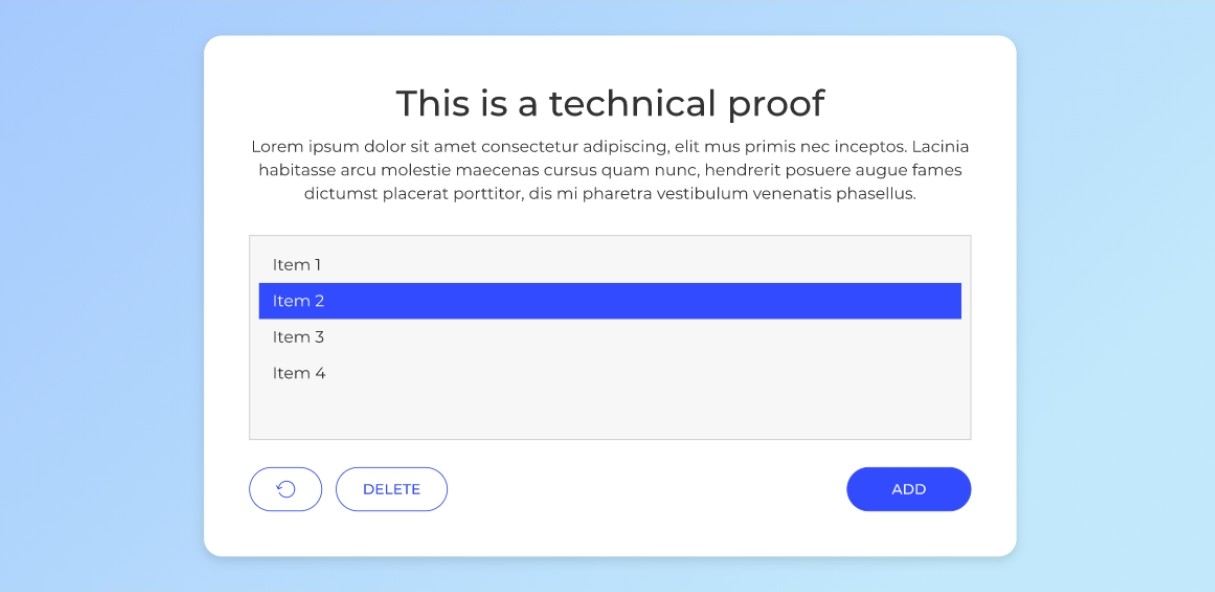 This is a technical proof
Lorem ipsum dolor sit amet consectetur adipiscing, elit mus primis nec inceptos. Lacinia
habitasse arcu molestie maecenas cursus quam nunc, hendrerit posuere augue fames
dictumst placerat porttitor, dis mi pharetra vestibulum venenatis phasellus.
Item 1
Item 2
Item 3
Item 4
DELETE
ADD